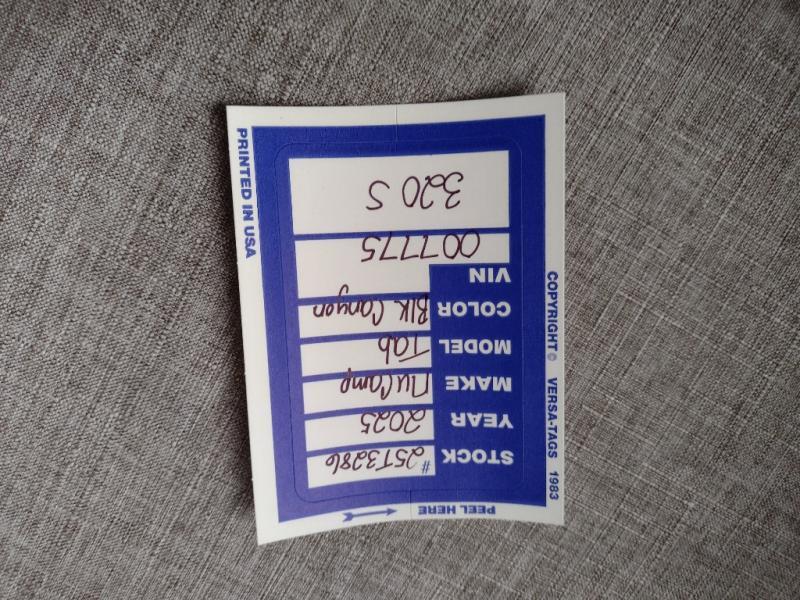 PEEL HERE
STOCK #25T3286
YEAR 2025
MAKE nuCamp
MODEL Tab
COLOR Blk Canyon
VIN
007775
320 S
COPYRIGHT © VERSA-TAGS 1983
PRINTED IN USA